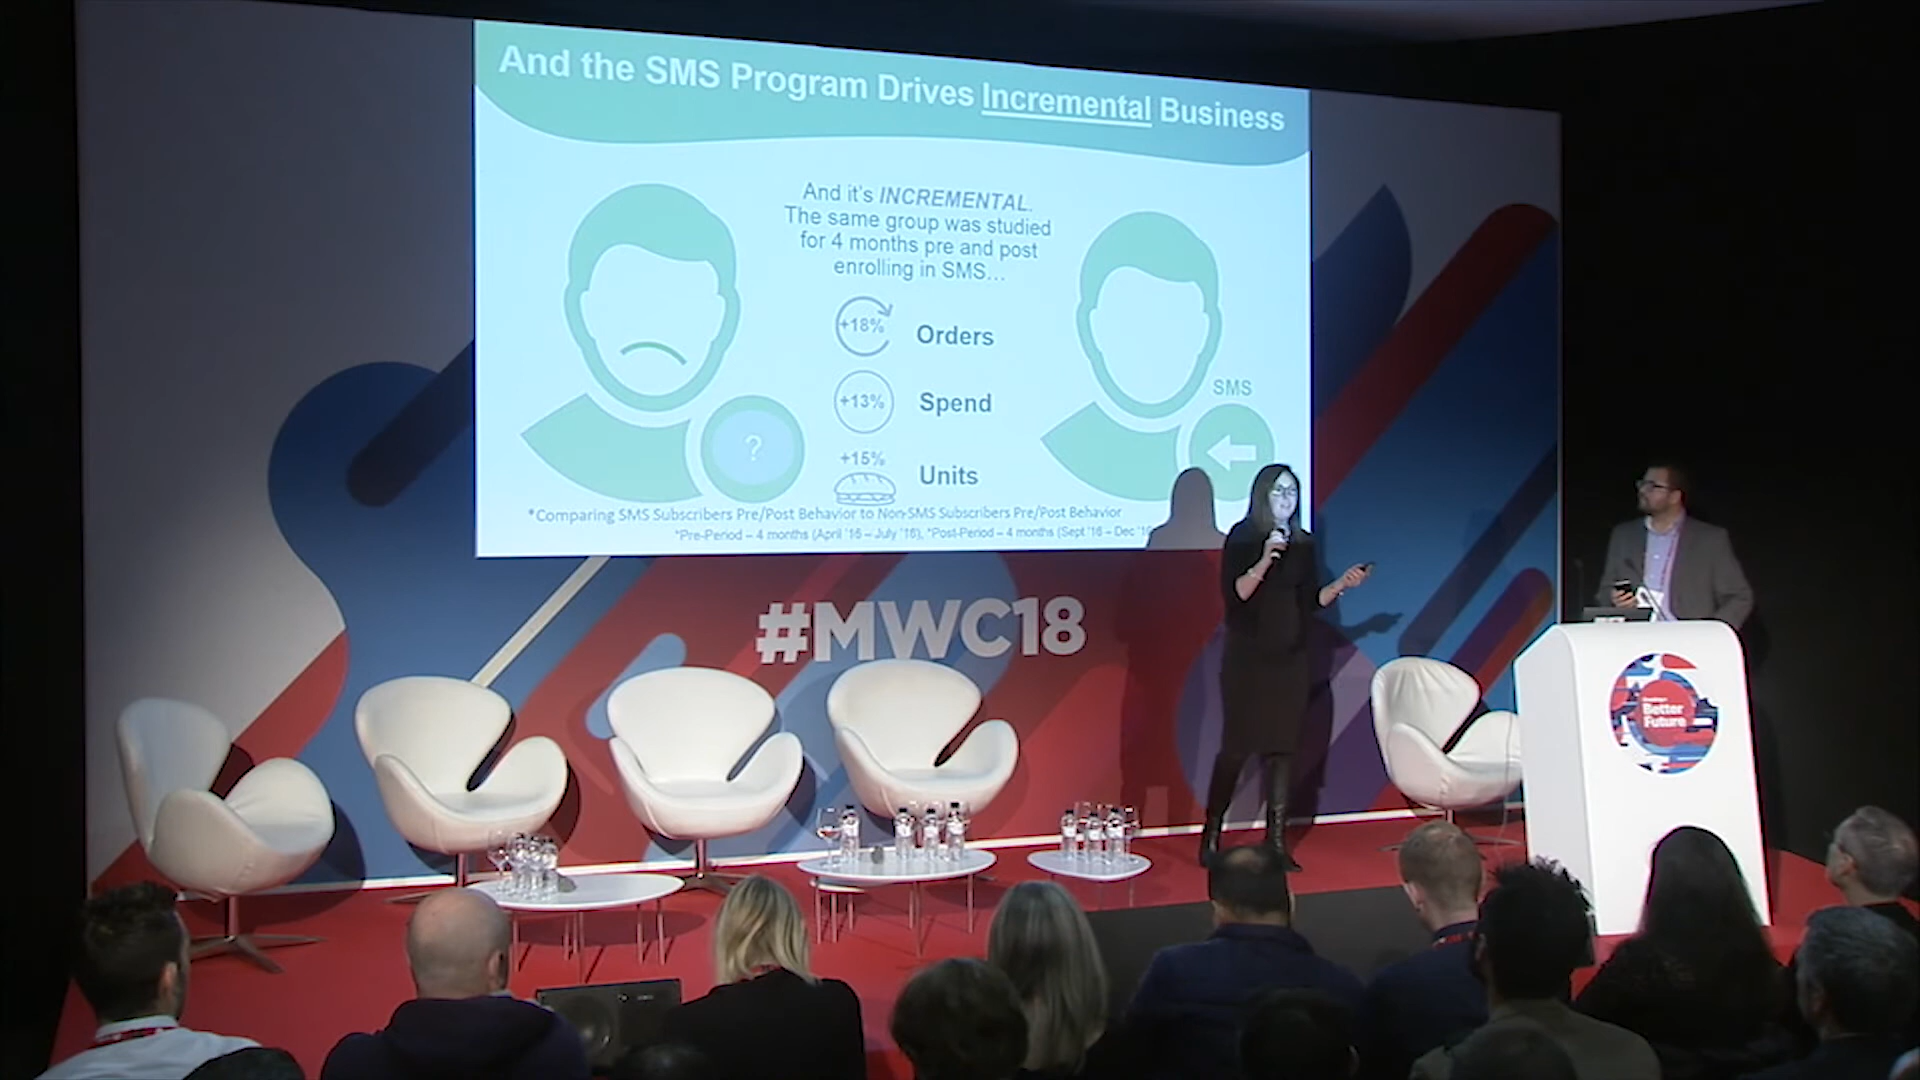 And the SMS Program Drives Incremental Business
And it's INCREMENTAL.
The same group was studied
for 4 months pre and post
enrolling in SMS...
+18% Orders
+13% Spend
+15%
Units
SMS
?
*Comparing SMS Subscribers Pre/Post Behavior to Non-SMS Subscribers Pre/Post Behavior
*Pre-Period – 4 months (April '16 – July '16), *Post-Period – 4 months (Sept '16 – Dec '1
#MWC18
Better
Future